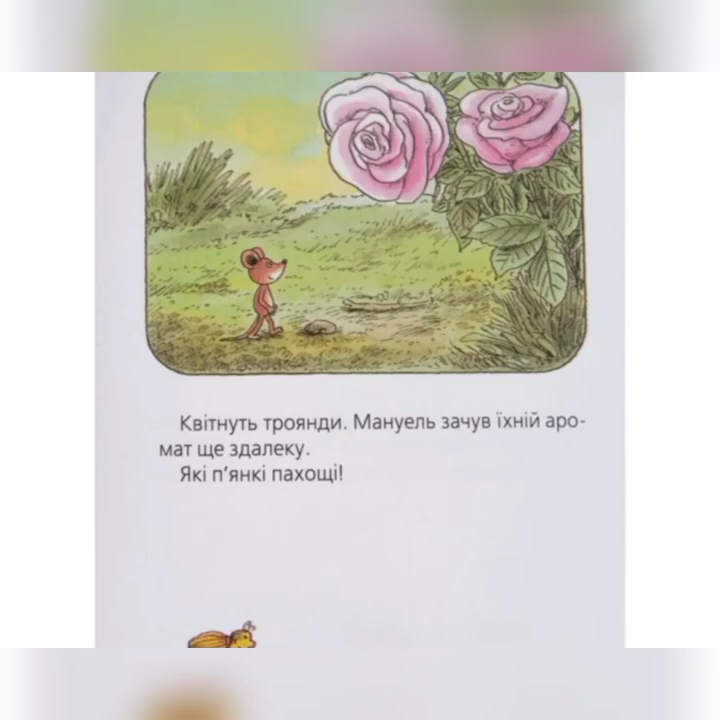 Квітнуть троянди. Мануель зачув їхній аро-
мат ще здалеку.
Які п'янкі пахощі!